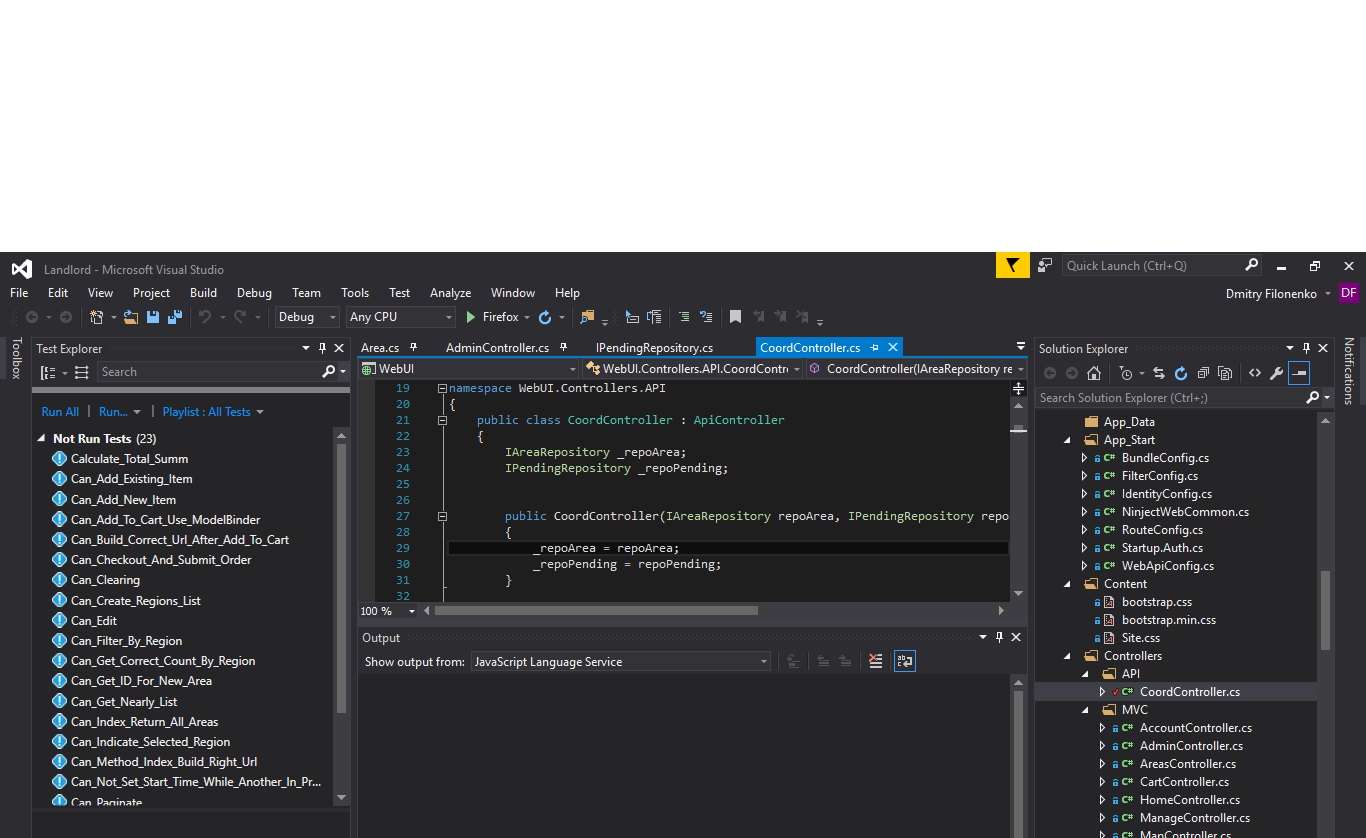 Landlord - Microsoft Visual Studio
Quick Launch (Ctrl+Q)
File Edit View Project Build Debug Team Tools Test Analyze Window Help
Dmitry Filonenko DF
Debug Any CPU Firefox
Toolbox
Test Explorer
Search
Run All | Run... | Playlist : All Tests
Not Run Tests (23)
Calculate_Total_Summ
Can_Add_Existing_Item
Can_Add_New_Item
Can_Add_To_Cart_Use_ModelBinder
Can_Build_Correct_Url_After_Add_To_Cart
Can_Checkout_And_Submit_Order
Can_Clearing
Can_Create_Regions_List
Can_Edit
Can_Filter_By_Region
Can_Get_Correct_Count_By_Region
Can_Get_ID_For_New_Area
Can_Get_Nearly_List
Can_Index_Return_All_Areas
Can_Indicate_Selected_Region
Can_Method_Index_Build_Right_Url
Can_Not_Set_Start_Time_While_Another_In_Pr...
Can_Paginate
Area.cs AdminController.cs IPendingRepository.cs CoordController.cs
WebUI WebUI.Controllers.API.CoordContr CoordController(IAreaRepository re
19 namespace WebUI.Controllers.API
20 {
21 public class CoordController : ApiController
22 {
23 IAreaRepository _repoArea;
24 IPendingRepository _repoPending;
25
26
27 public CoordController(IAreaRepository repoArea, IPendingRepository repo
28 {
29 _repoArea = repoArea;
30 _repoPending = repoPending;
31 }
32
100 %
Output
Show output from: JavaScript Language Service
Solution Explorer
Search Solution Explorer (Ctrl+;)
App_Data
App_Start
C# BundleConfig.cs
C# FilterConfig.cs
C# IdentityConfig.cs
C# NinjectWebCommon.cs
C# RouteConfig.cs
C# Startup.Auth.cs
C# WebApiConfig.cs
Content
bootstrap.css
bootstrap.min.css
Site.css
Controllers
API
C# CoordController.cs
MVC
C# AccountController.cs
C# AdminController.cs
C# AreasController.cs
C# CartController.cs
C# HomeController.cs
C# ManageController.cs
C# ManController.cs
Notifications